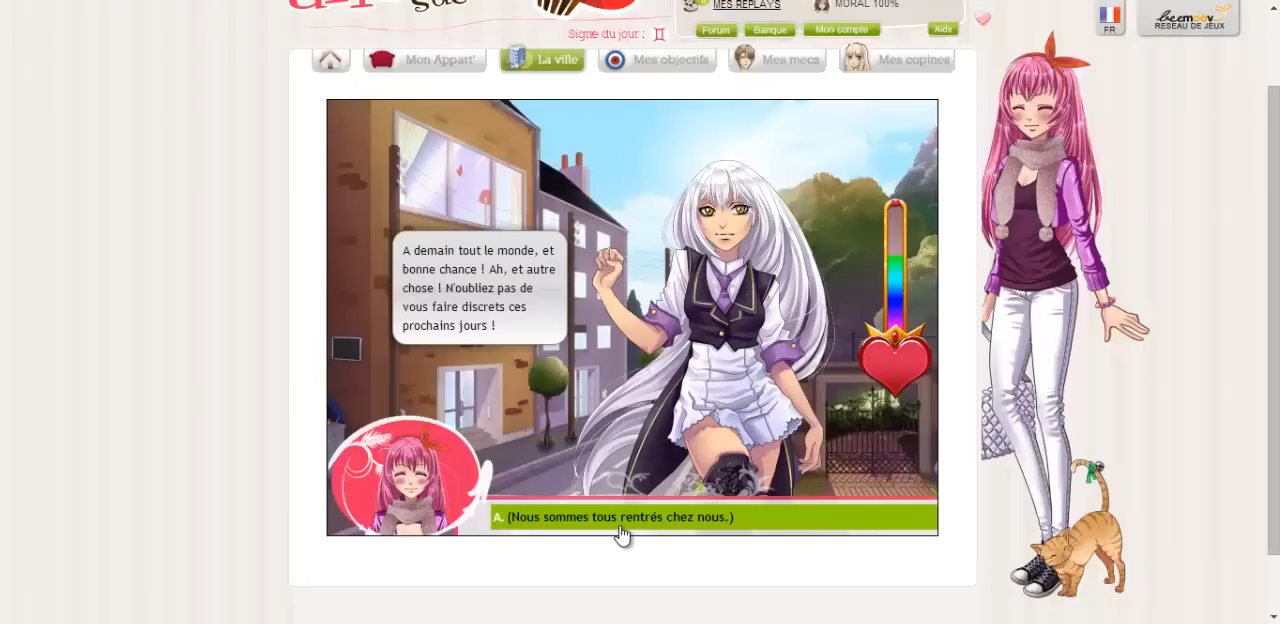 suc
MES REPLAYS
MORAL 100%
Signe du jour :
Forum
Banque
Mon compte
Aide
FR
beemoov
RESEAU DE JEUX
Mon Appart'
La ville
Mes objectifs
Mes mecs
Mes copines
A demain tout le monde, et
bonne chance ! Ah, et autre
chose ! N'oubliez pas de
vous faire discrets ces
prochains jours !
A. (Nous sommes tous rentrés chez nous.)